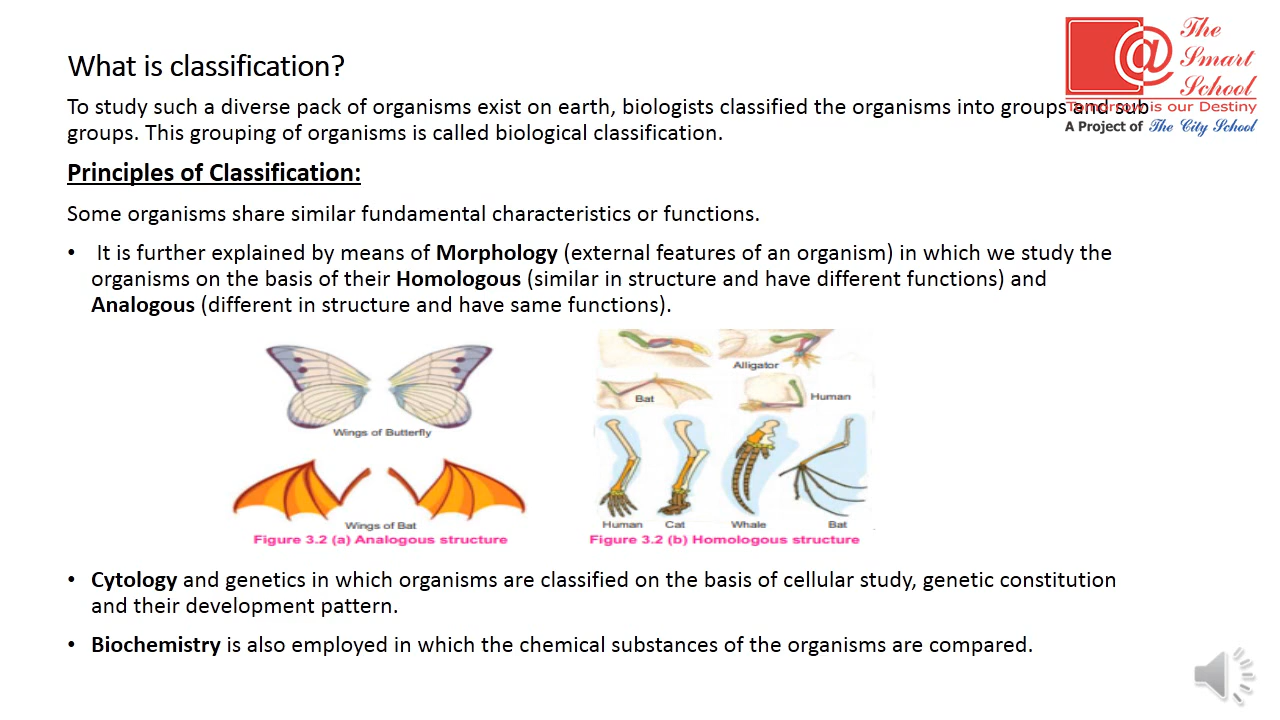 What is classification?
The
Smart
School
@
Tomorrow is our Destiny
A Project of The City School
To study such a diverse pack of organisms exist on earth, biologists classified the organisms into groups and sub
groups. This grouping of organisms is called biological classification.
Principles of Classification:
Some organisms share similar fundamental characteristics or functions.
• It is further explained by means of Morphology (external features of an organism) in which we study the
organisms on the basis of their Homologous (similar in structure and have different functions) and
Analogous (different in structure and have same functions).
Wings of Butterfly
Wings of Bat
Figure 3.2 (a) Analogous structure
Alligator
Bat
Human
Human Cat Whale Bat
Figure 3.2 (b) Homologous structure
• Cytology and genetics in which organisms are classified on the basis of cellular study, genetic constitution
and their development pattern.
• Biochemistry is also employed in which the chemical substances of the organisms are compared.